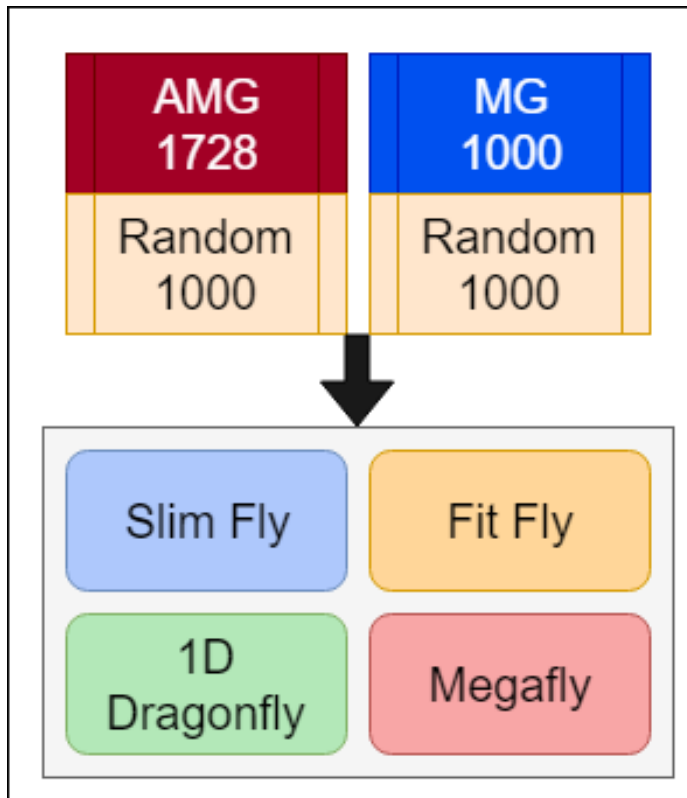 AMG
1728
MG
1000
Random
1000
Random
1000
Slim Fly
Fit Fly
1D
Dragonfly
Megafly